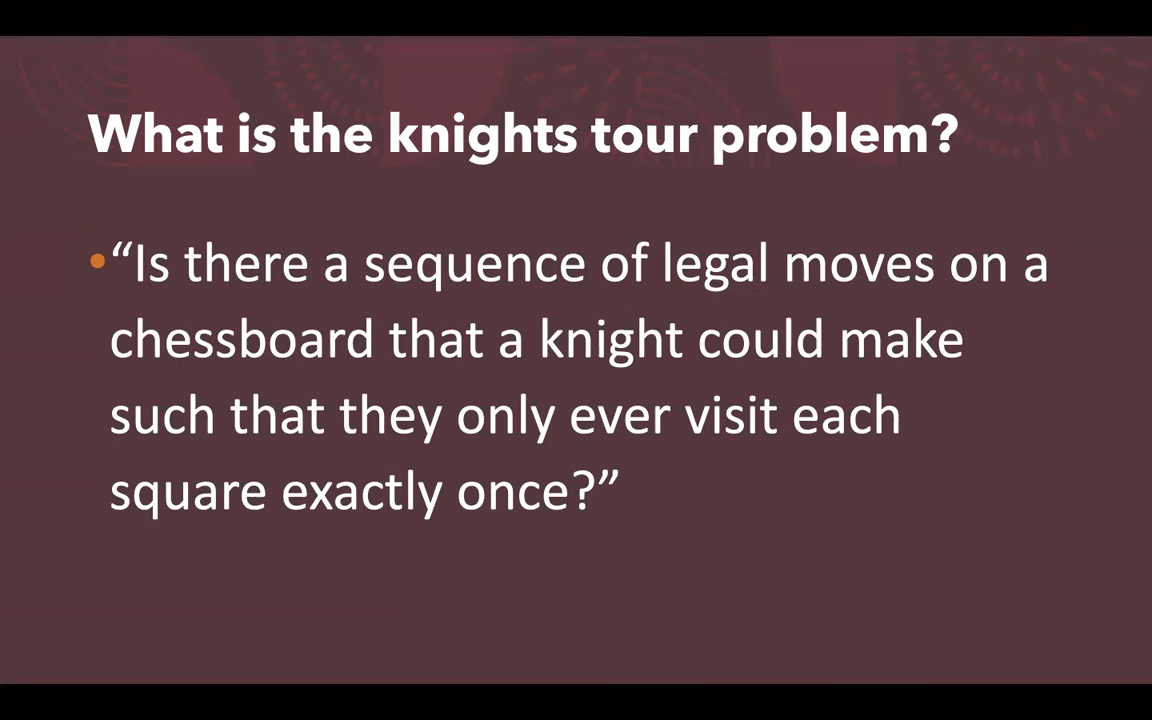 What is the knights tour problem?
•“Is there a sequence of legal moves on a
chessboard that a knight could make
such that they only ever visit each
square exactly once?”